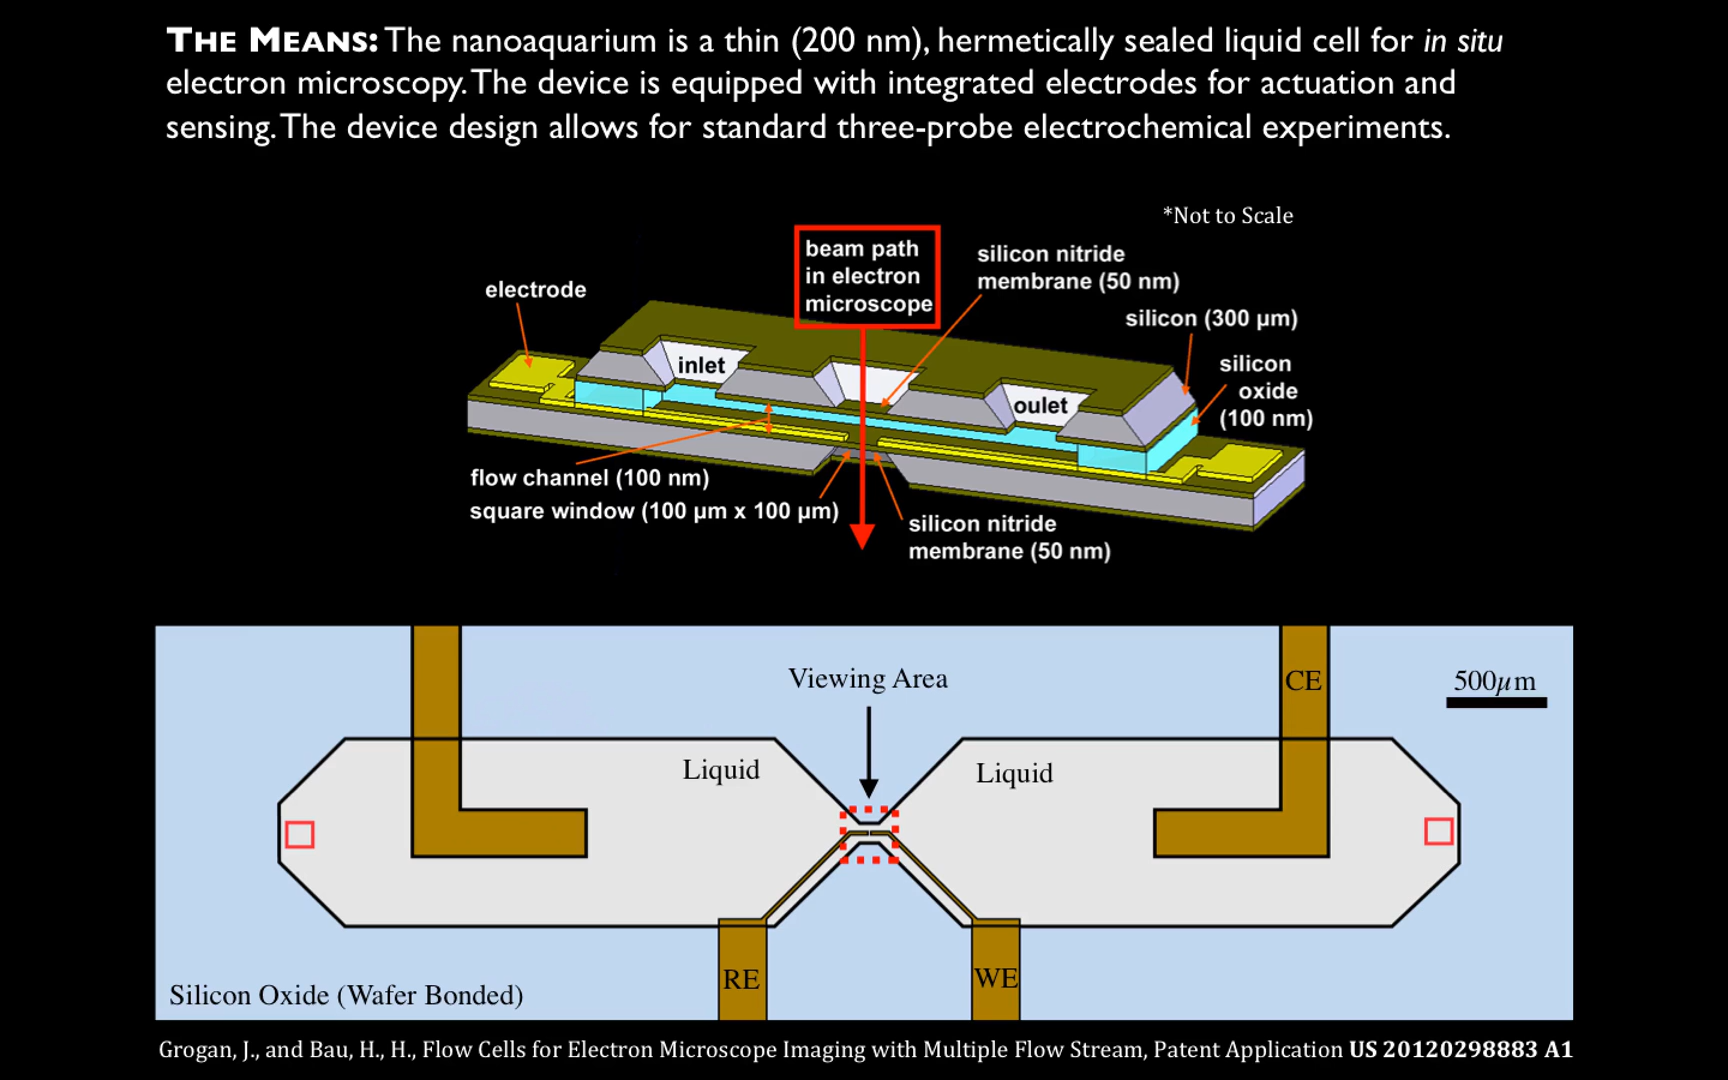 THE MEANS: The nanoaquarium is a thin (200 nm), hermetically sealed liquid cell for in situ
electron microscopy. The device is equipped with integrated electrodes for actuation and
sensing. The device design allows for standard three-probe electrochemical experiments.
*Not to Scale
beam path
in electron
microscope
silicon nitride
membrane (50 nm)
electrode
silicon (300 µm)
silicon
oxide
(100 nm)
inlet
oulet
flow channel (100 nm)
square window (100 µm x 100 µm)
silicon nitride
membrane (50 nm)
Viewing Area
CE
500µm
Liquid
Liquid
RE
WE
Silicon Oxide (Wafer Bonded)
Grogan, J., and Bau, H., H., Flow Cells for Electron Microscope Imaging with Multiple Flow Stream, Patent Application US 20120298883 A1